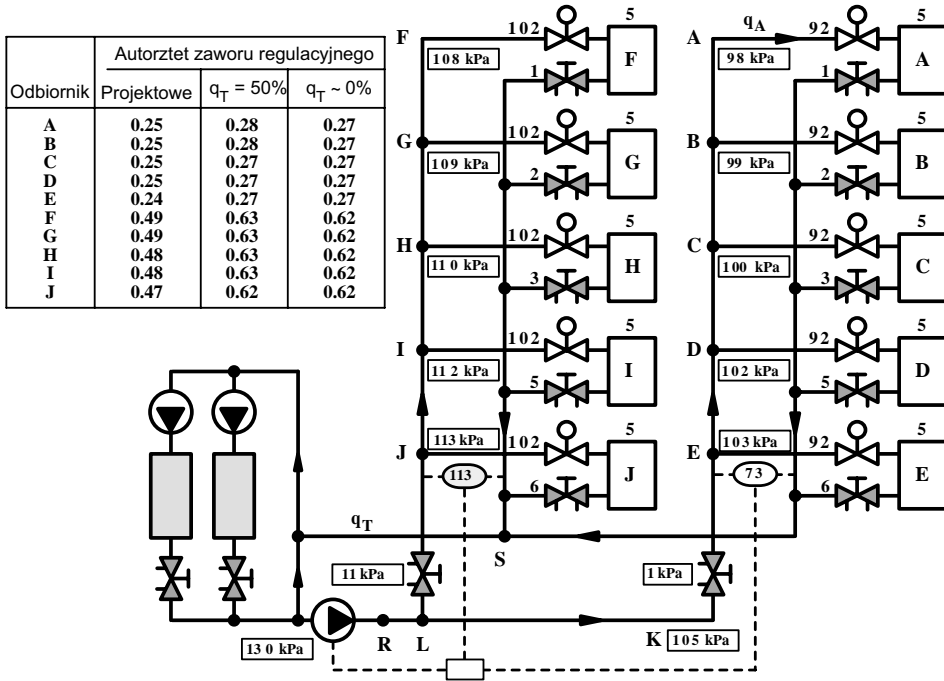 Autorztet zaworu regulacyjnego
Odbiornik Projektowe qT = 50% qT ~ 0%
A 0.25 0.28 0.27
B 0.25 0.28 0.27
C 0.25 0.27 0.27
D 0.25 0.27 0.27
E 0.24 0.27 0.27
F 0.49 0.63 0.62
G 0.49 0.63 0.62
H 0.48 0.63 0.62
I 0.48 0.63 0.62
J 0.47 0.62 0.62
F 102 5
108 kPa
1 F
G 102 5
109 kPa
2 G
H 102 5
110 kPa
3 H
I 102 5
112 kPa
5 I
113 kPa 5
J 102
113
6 J
qA
A 92 5
98 kPa
1 A
B 92 5
99 kPa
2 B
C 92 5
100 kPa
3 C
D 92 5
102 kPa
5 D
103 kPa 5
E 92
73
6 E
qT
S
11 kPa
1 kPa
130 kPa
R L
K 105 kPa